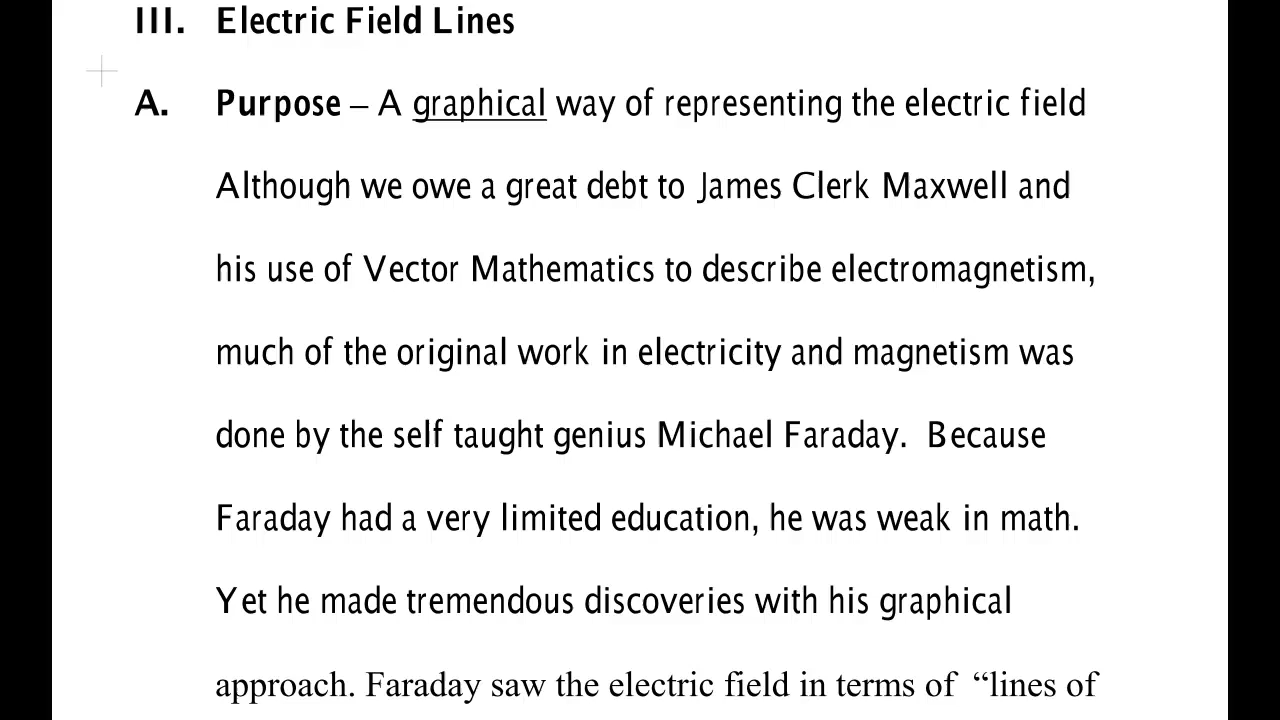 III. Electric Field Lines
A. Purpose – A graphical way of representing the electric field
Although we owe a great debt to James Clerk Maxwell and
his use of Vector Mathematics to describe electromagnetism,
much of the original work in electricity and magnetism was
done by the self taught genius Michael Faraday.  Because
Faraday had a very limited education, he was weak in math.
Yet he made tremendous discoveries with his graphical
approach. Faraday saw the electric field in terms of  “lines of